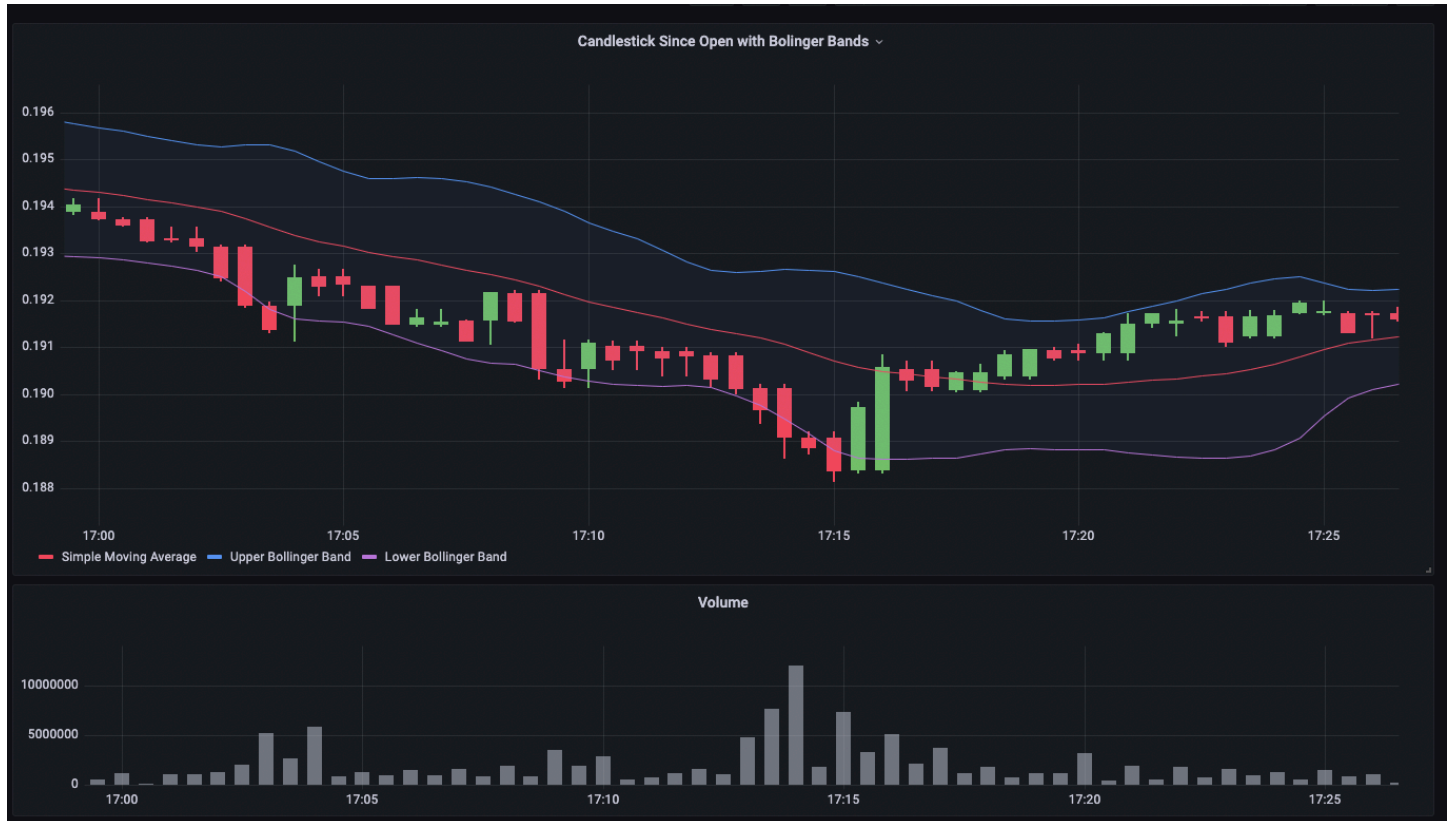 Candlestick Since Open with Bolinger Bands
0.196
0.195
0.194
0.193
0.192
0.191
0.190
0.189
0.188
17:00 17:05 17:10 17:15 17:20 17:25
Simple Moving Average Upper Bollinger Band Lower Bollinger Band
Volume
10000000
5000000
0
17:00 17:05 17:10 17:15 17:20 17:25